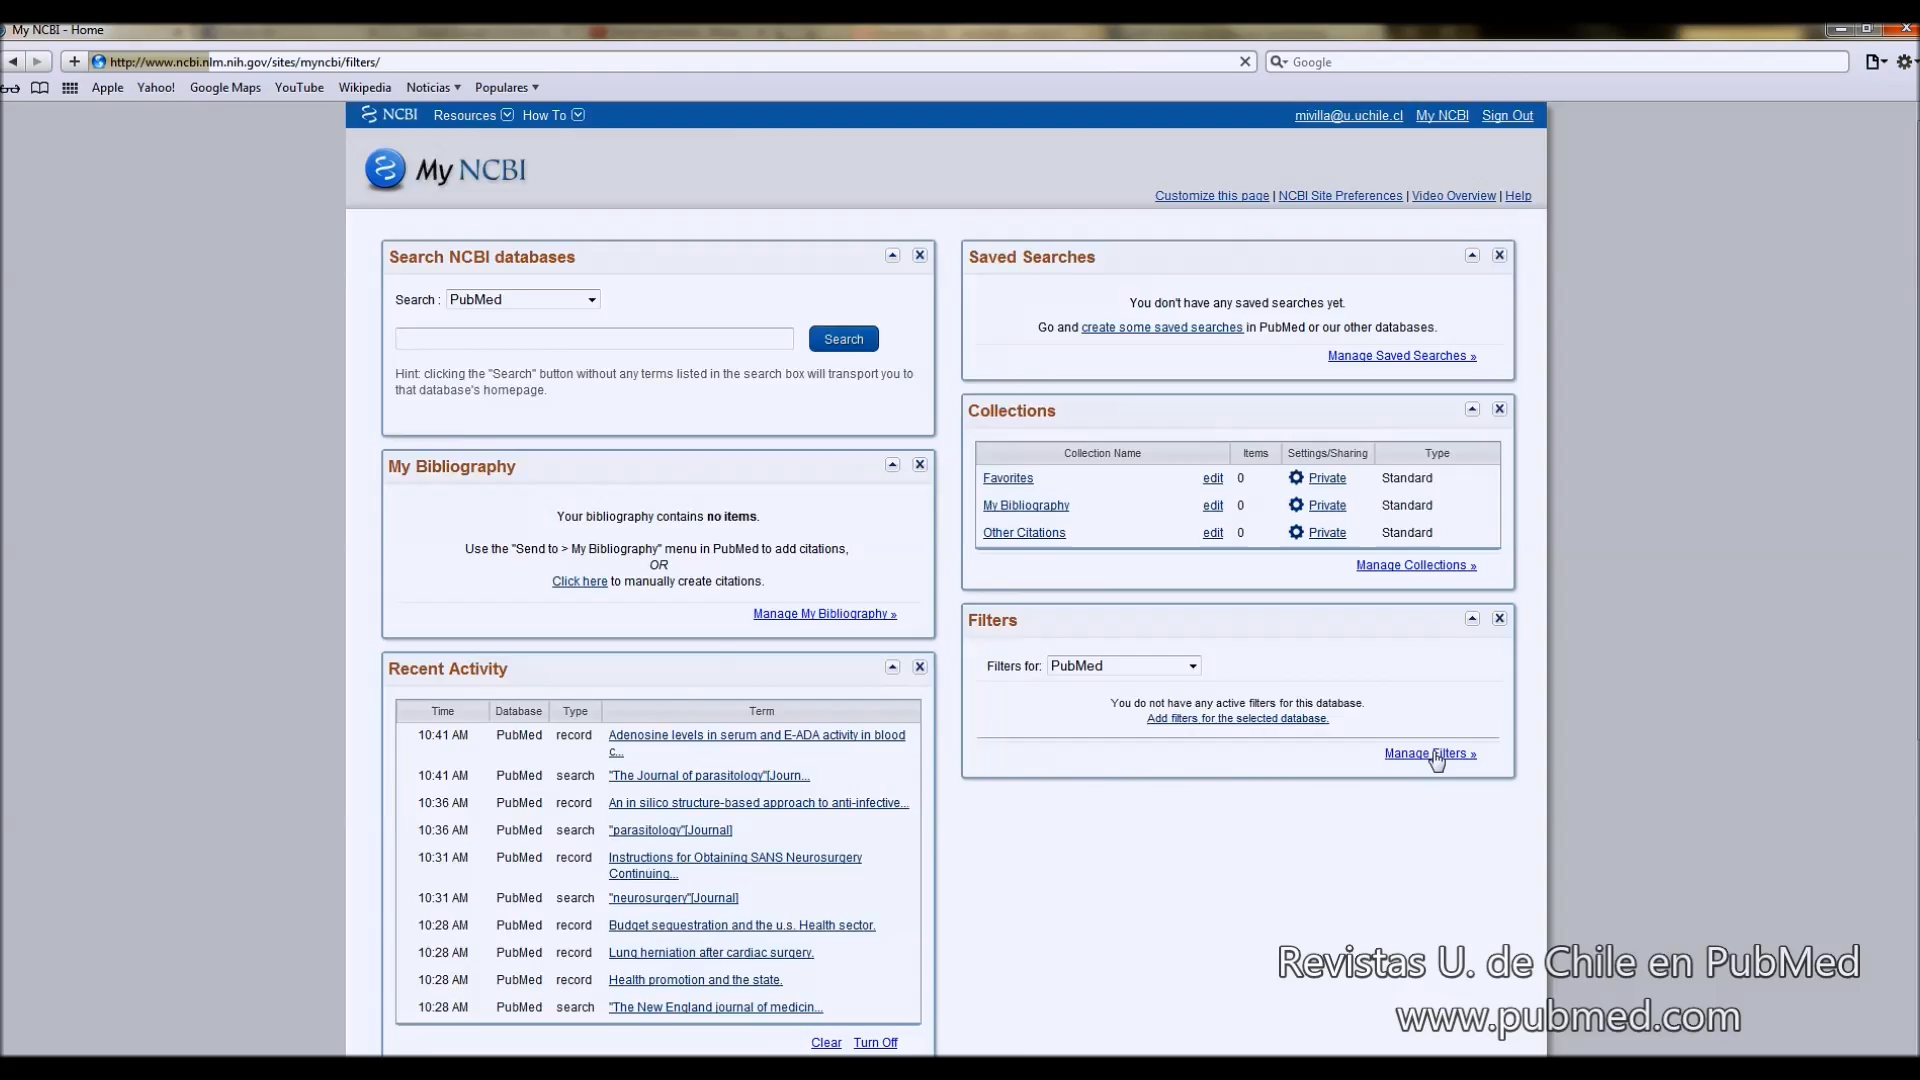 My NCBI - Home
http://www.ncbi.nlm.nih.gov/sites/myncbi/filters/
Google
Apple Yahoo! Google Maps YouTube Wikipedia Noticias Populares
NCBI Resources How To mivilla@u.uchile.cl My NCBI Sign Out
My NCBI
Customize this page | NCBI Site Preferences | Video Overview | Help
Search NCBI databases
Search : PubMed
Search
Hint: clicking the "Search" button without any terms listed in the search box will transport you to
that database's homepage.
My Bibliography
Your bibliography contains no items.
Use the "Send to > My Bibliography" menu in PubMed to add citations,
OR
Click here to manually create citations.
Manage My Bibliography »
Recent Activity
Time Database Type Term
10:41 AM PubMed record Adenosine levels in serum and E-ADA activity in blood
c...
10:41 AM PubMed search "The Journal of parasitology"[Journ...
10:36 AM PubMed record An in silico structure-based approach to anti-infective...
10:36 AM PubMed search "parasitology"[Journal]
10:31 AM PubMed record Instructions for Obtaining SANS Neurosurgery
Continuing...
10:31 AM PubMed search "neurosurgery"[Journal]
10:28 AM PubMed record Budget sequestration and the u.s. Health sector.
10:28 AM PubMed record Lung herniation after cardiac surgery.
10:28 AM PubMed record Health promotion and the state.
10:28 AM PubMed search "The New England journal of medicin...
Clear Turn Off
Saved Searches
You don't have any saved searches yet.
Go and create some saved searches in PubMed or our other databases.
Manage Saved Searches »
Collections
Collection Name Items Settings/Sharing Type
Favorites edit 0 Private Standard
My Bibliography edit 0 Private Standard
Other Citations edit 0 Private Standard
Manage Collections »
Filters
Filters for: PubMed
You do not have any active filters for this database.
Add filters for the selected database.
Manage Filters »
Revistas U. de Chile en PubMed
www.pubmed.com